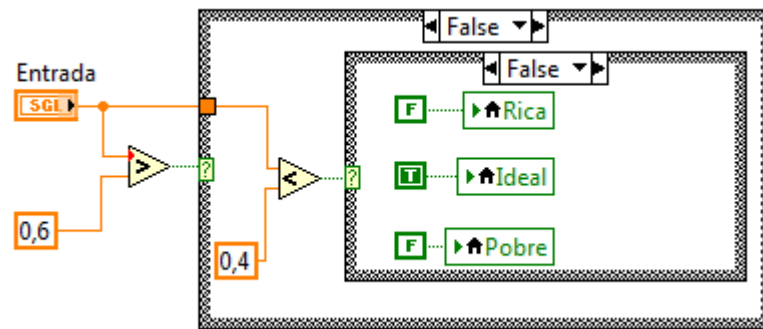 False
False
Entrada
SGL
F Rica
>
?
<
?
T Ideal
0,6
0,4
F Pobre